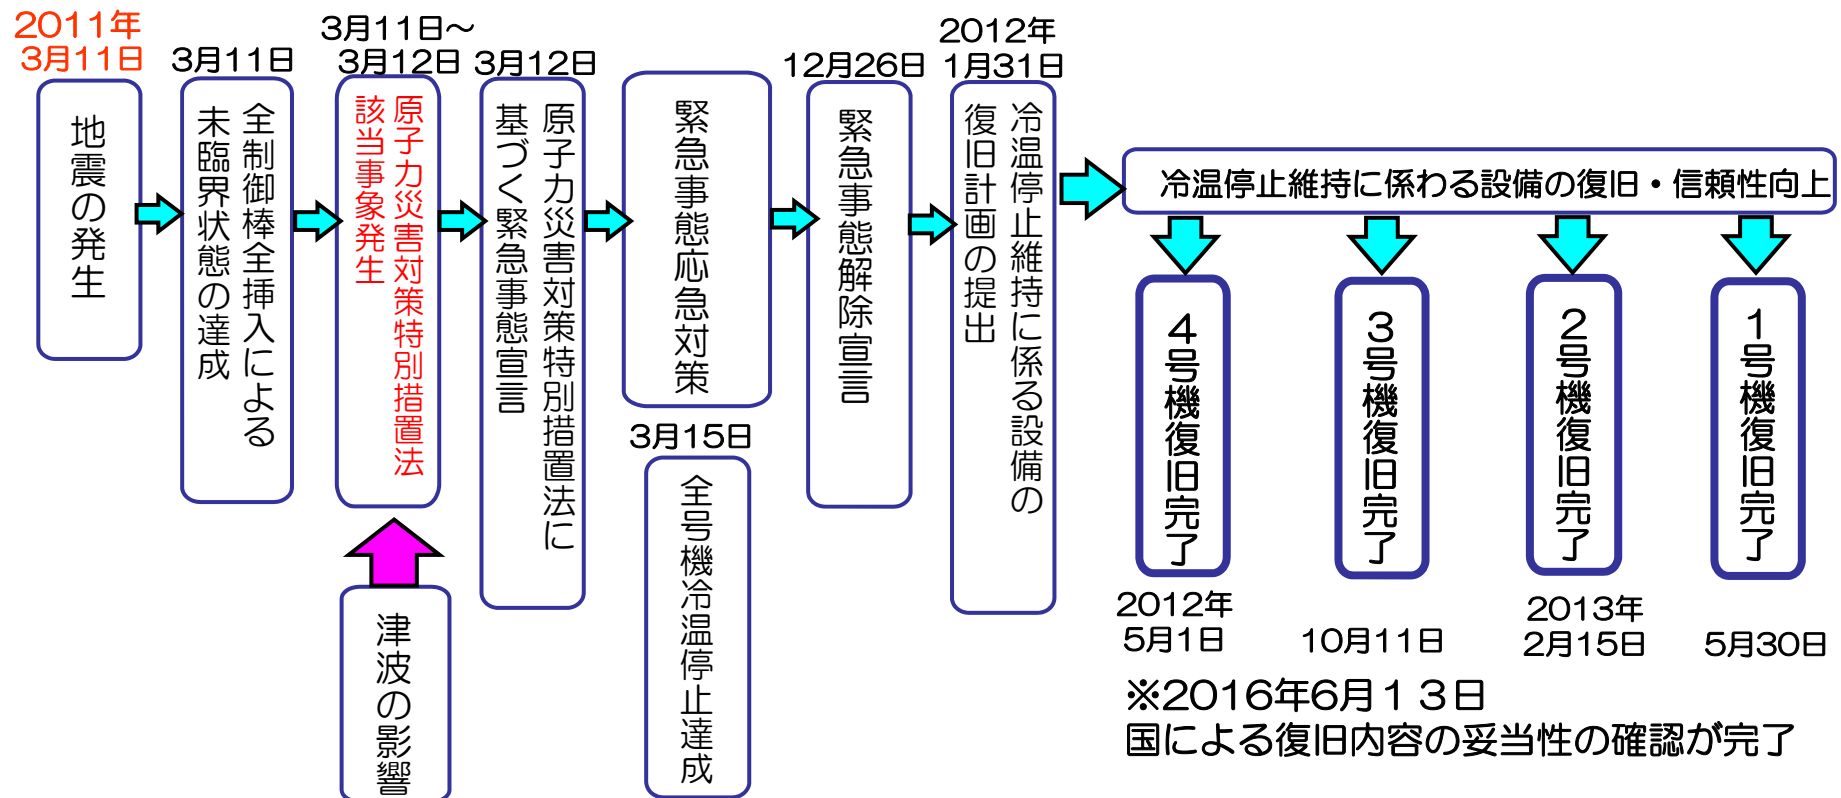 2011年
3月11日
地震の発生
3月11日
全制御棒全挿入による
未臨界状態の達成
3月11日～
3月12日
原子力災害対策特別措置法
該当事象発生
津波の影響
3月12日
原子力災害対策特別措置法に
基づく緊急事態宣言
緊急事態応急対策
3月15日
全号機冷温停止達成
12月26日
緊急事態解除宣言
2012年
1月31日
冷温停止維持に係る設備の
復旧計画の提出
冷温停止維持に係わる設備の復旧・信頼性向上
4号機復旧完了
2012年
5月1日
3号機復旧完了
10月11日
2号機復旧完了
2013年
2月15日
1号機復旧完了
5月30日
※2016年6月１３日
国による復旧内容の妥当性の確認が完了